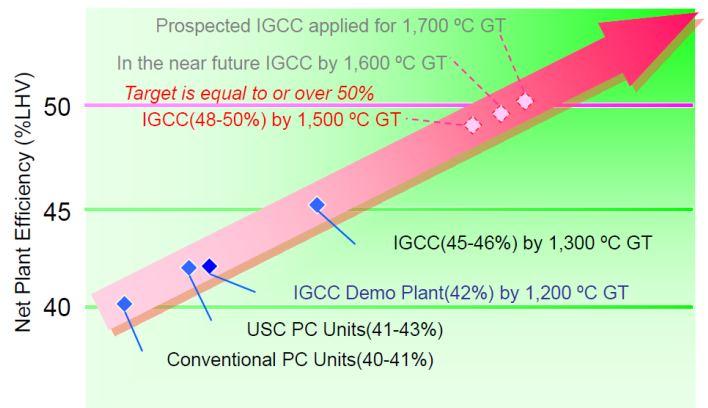 Prospected IGCC applied for 1,700 ºC GT
In the near future IGCC by 1,600 ºC GT
Target is equal to or over 50%
IGCC(48-50%) by 1,500 ºC GT
IGCC(45-46%) by 1,300 ºC GT
IGCC Demo Plant(42%) by 1,200 ºC GT
USC PC Units(41-43%)
Conventional PC Units(40-41%)
Net Plant Efficiency (%LHV)
50
45
40